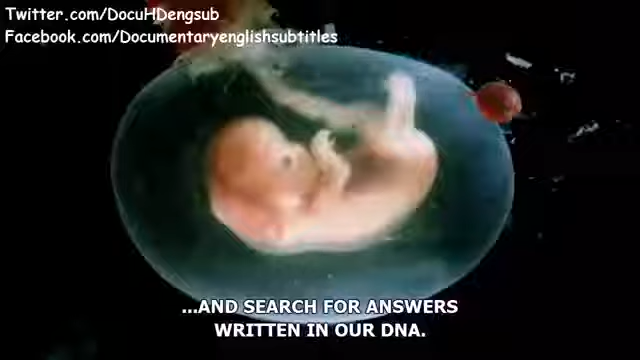 Twitter.com/DocuHDengsub
Facebook.com/Documentaryenglishsubtitles
...AND SEARCH FOR ANSWERS
WRITTEN IN OUR DNA.